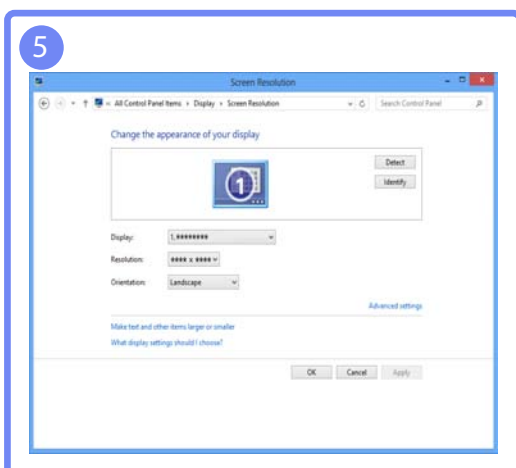 5
Screen Resolution
« All Control Panel Items › Display › Screen Resolution
Search Control Panel
Change the appearance of your display
1
Detect
Identify
Display: 1.********
Resolution: **** x ****
Orientation: Landscape
Advanced settings
Make text and other items larger or smaller
What display settings should I choose?
OK Cancel Apply